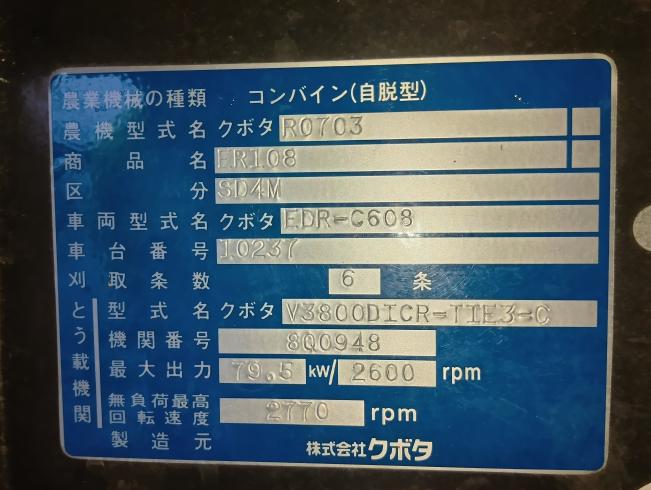 農業機械の種類 コンバイン(自脱型)
農機型式名 クボタ R0703
商品名 ER108
区分 SD4M
車両型式名 クボタ EDR-C608
車台番号 10237
刈取条数 6 条
とう載機関
型式名 クボタ V3800DICR-TIE3-C
機関番号 8Q0948
最大出力 79.5 kW/ 2600 rpm
無負荷最高
回転速度 2770 rpm
製造元 株式会社クボタ